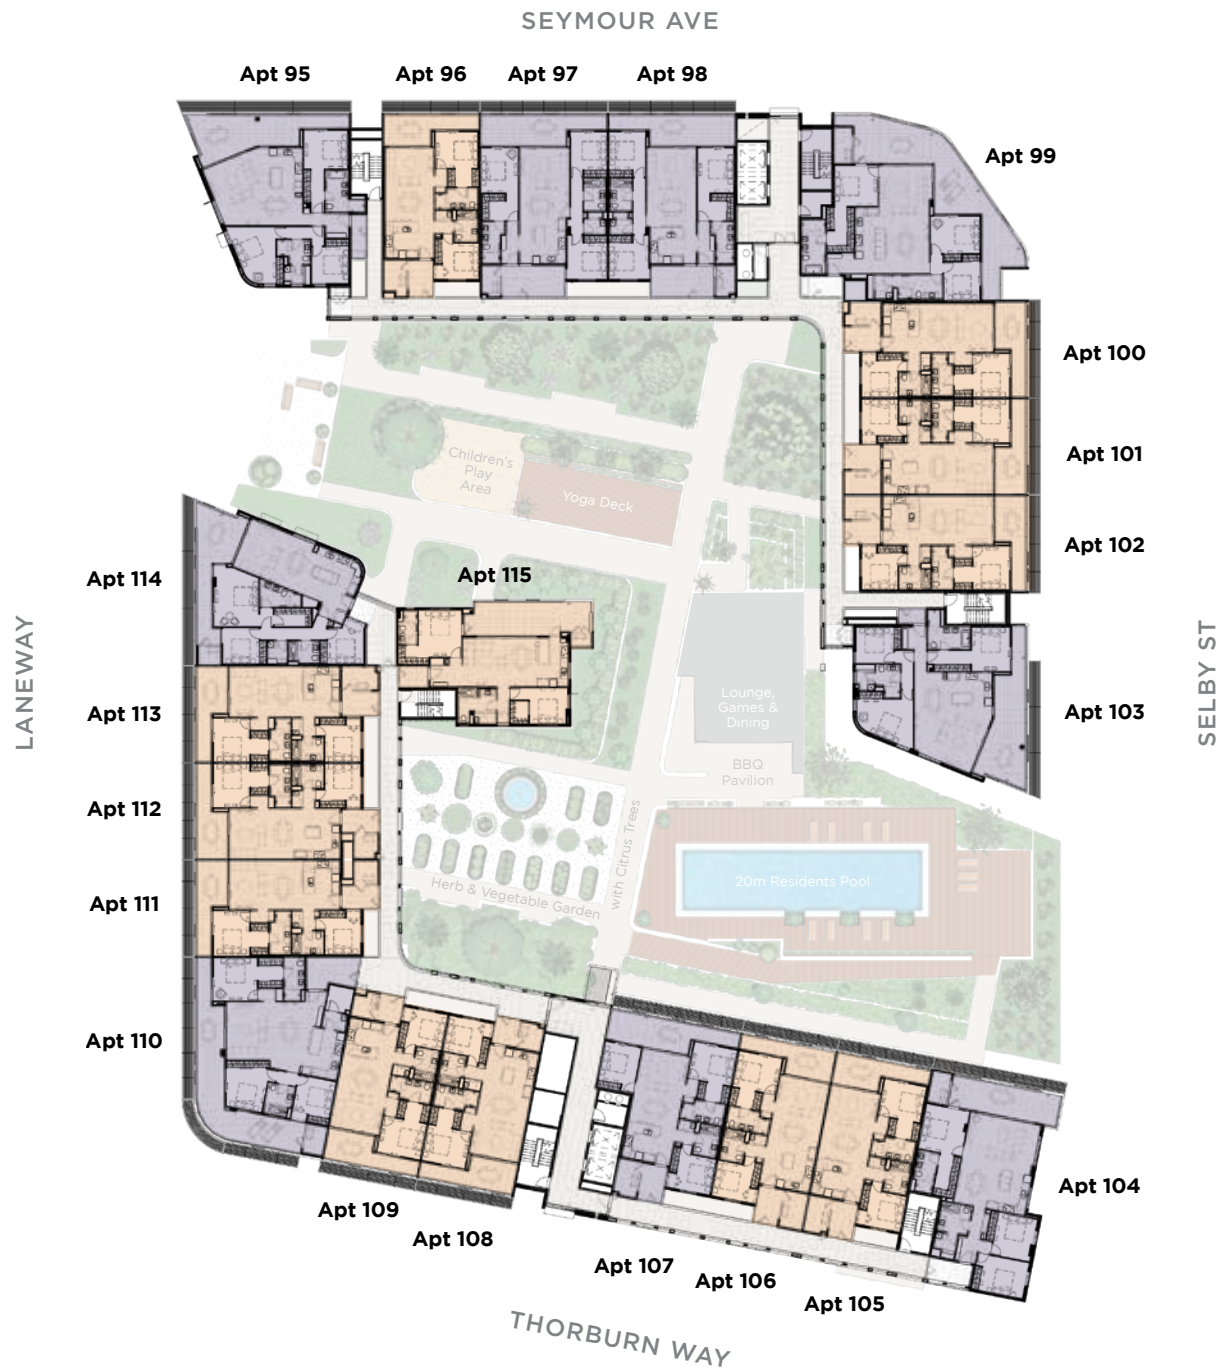 SEYMOUR AVE
Apt 95
Apt 96
Apt 97
Apt 98
Apt 99
Apt 100
Apt 101
Apt 102
Apt 103
Children's
Play
Area
Yoga Deck
Apt 114
Apt 115
LANEWAY
SELBY ST
Apt 113
Lounge,
Games &
Dining
BBQ
Pavilion
Apt 112
with Citrus Trees
Herb & Vegetable Garden
20m Residents Pool
Apt 111
Apt 110
Apt 104
Apt 109
Apt 108
Apt 107
Apt 106
Apt 105
THORBURN WAY